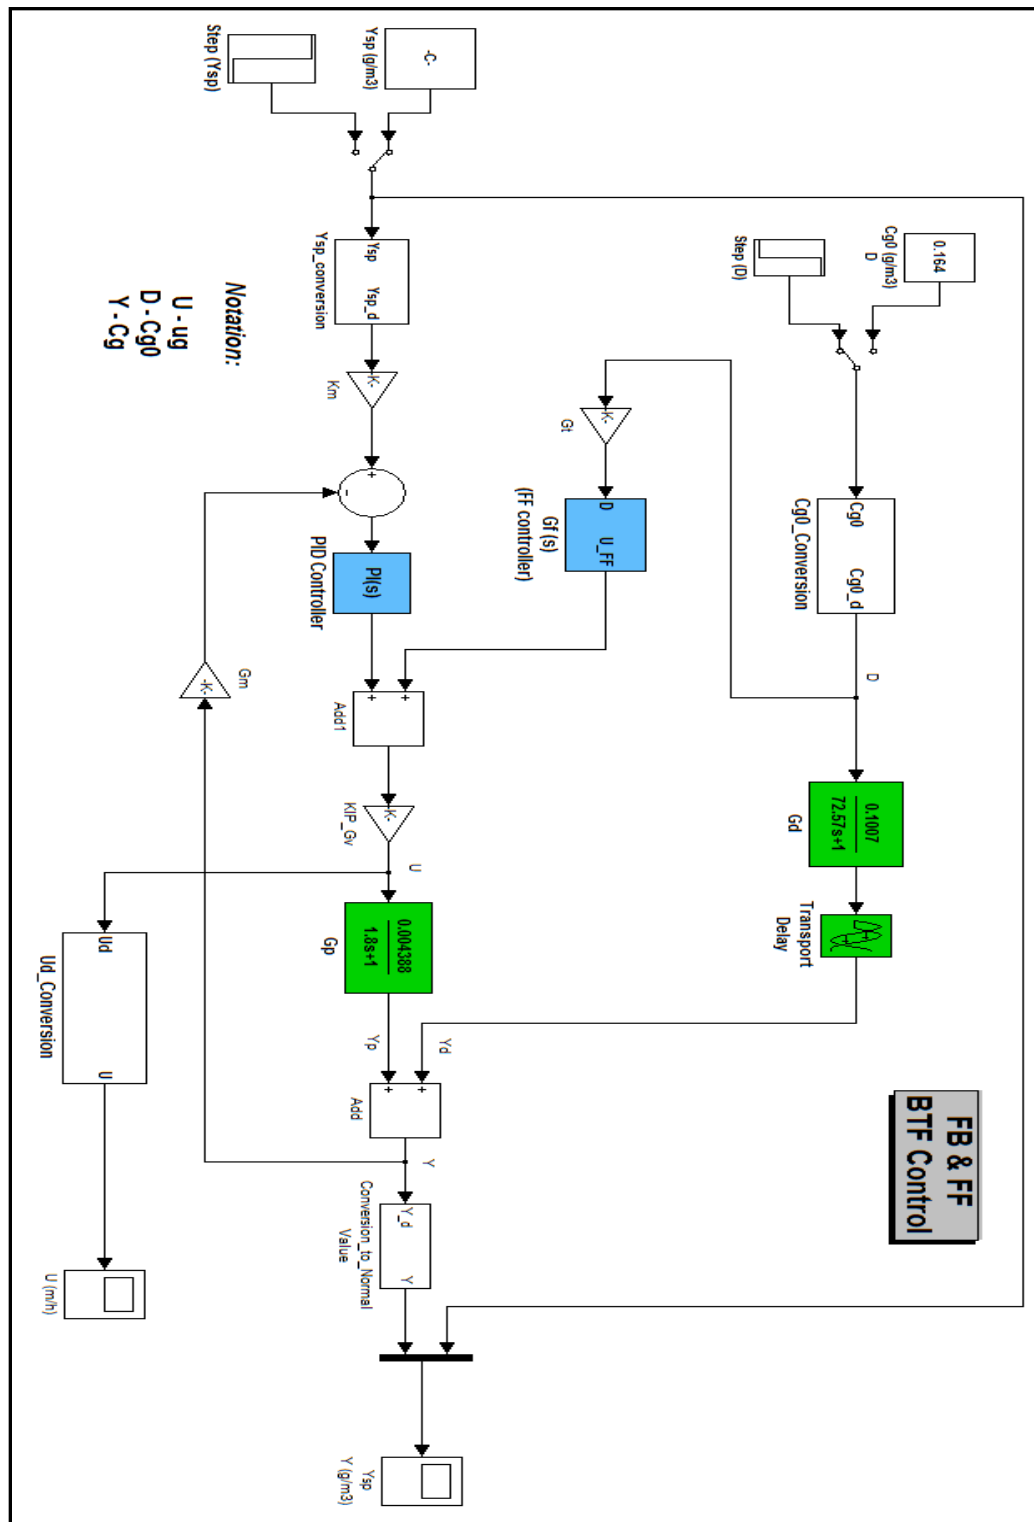 FB & FF
BTF Control
Cg0 (g/m3)
D
0.164
Step (D)
Cg0
Cg0_d
Cg0_Conversion
D
0.1007
72.57s+1
Gd
Transport
Delay
Yd
-K-
Gt
D
U_FF
Gf (s)
(FF controller)
Ysp (g/m3)
-C-
Step (Ysp)
Ysp
Ysp_d
Ysp_conversion
-K-
Km
+
-
PI(s)
PID Controller
+
+
Add1
-K-
KIP_Gv
U
0.004388
1.8s+1
Gp
Yp
+
+
Add
Y
Y_d
Y
Conversion_to_Normal
Value
Ysp
Y (g/m3)
-K-
Gm
Ud
U
Ud_Conversion
U (m/h)
Notation:
U - ug
D - Cg0
Y - Cg